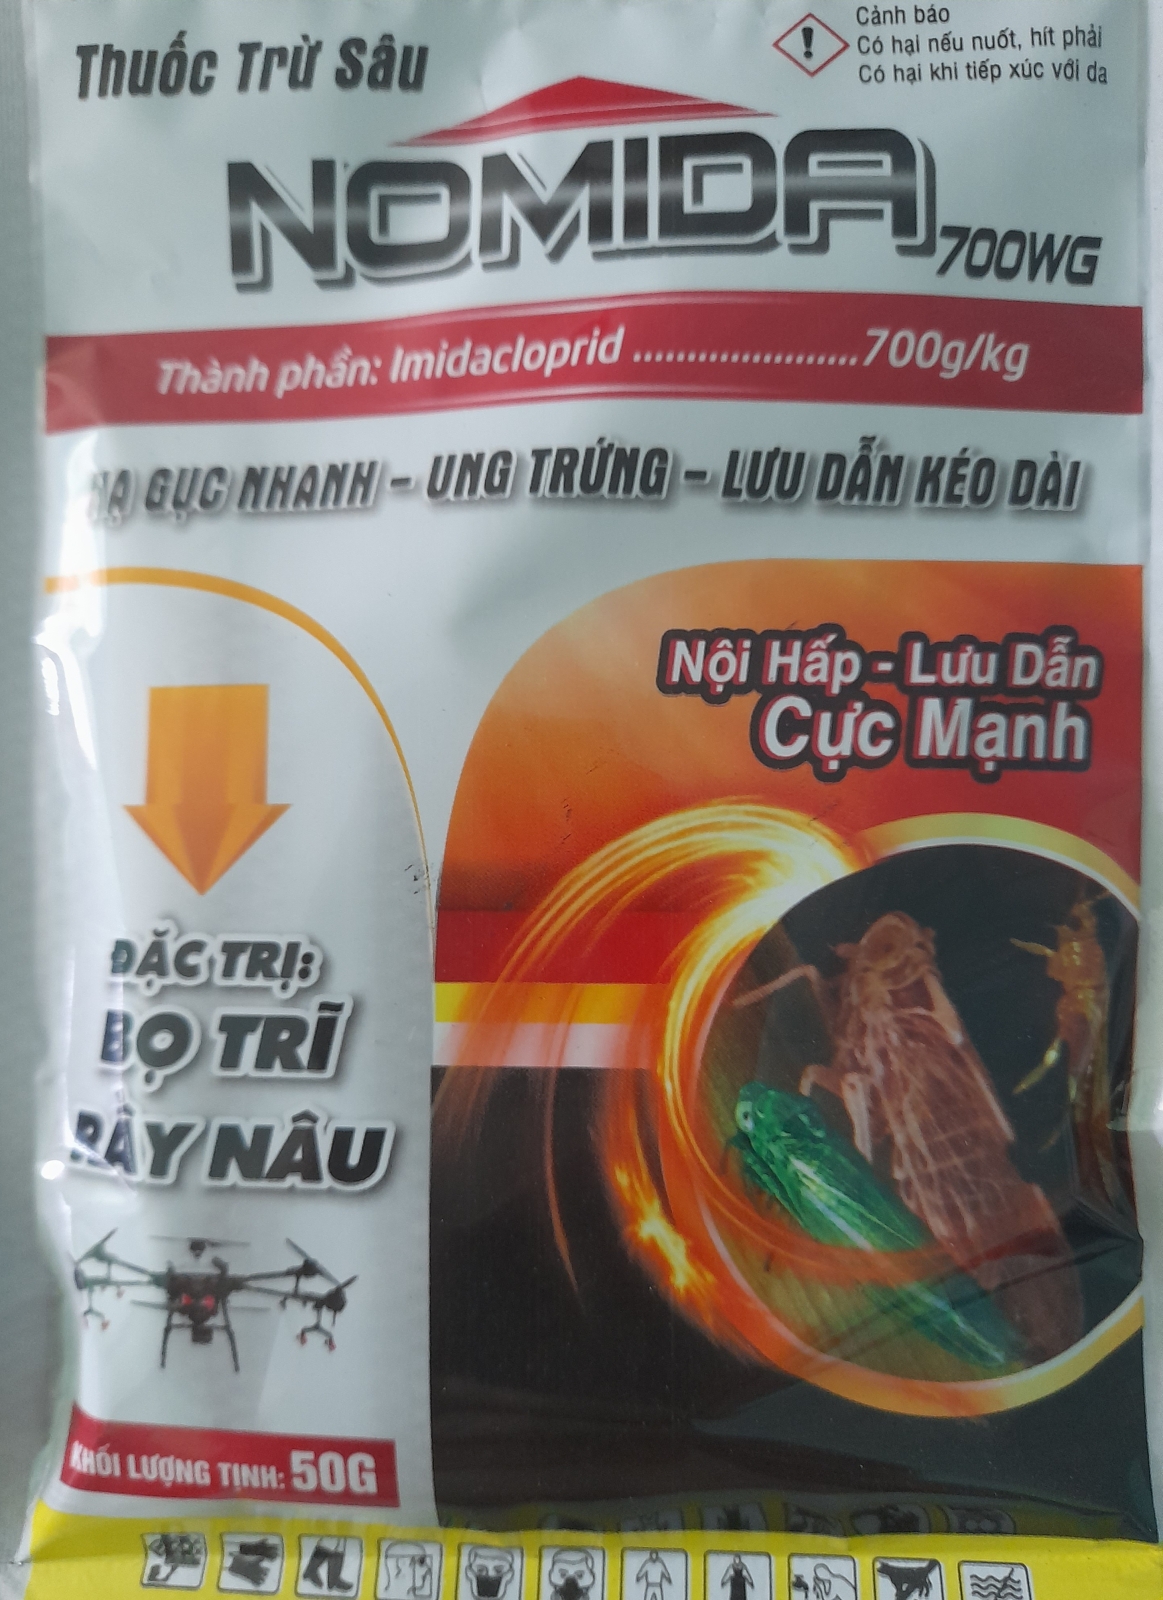 Cảnh báo
Có hại nếu nuốt, hít phải
Có hại khi tiếp xúc với da
Thuốc Trừ Sâu
NOMIDA 700WG
Thành phần: Imidacloprid .....................700g/kg
HẠ GỤC NHANH - UNG TRỨNG - LƯU DẪN KÉO DÀI
Nội Hấp - Lưu Dẫn
Cực Mạnh
ĐẶC TRỊ:
BỌ TRĨ
RẦY NÂU
KHỐI LƯỢNG TỊNH: 50G